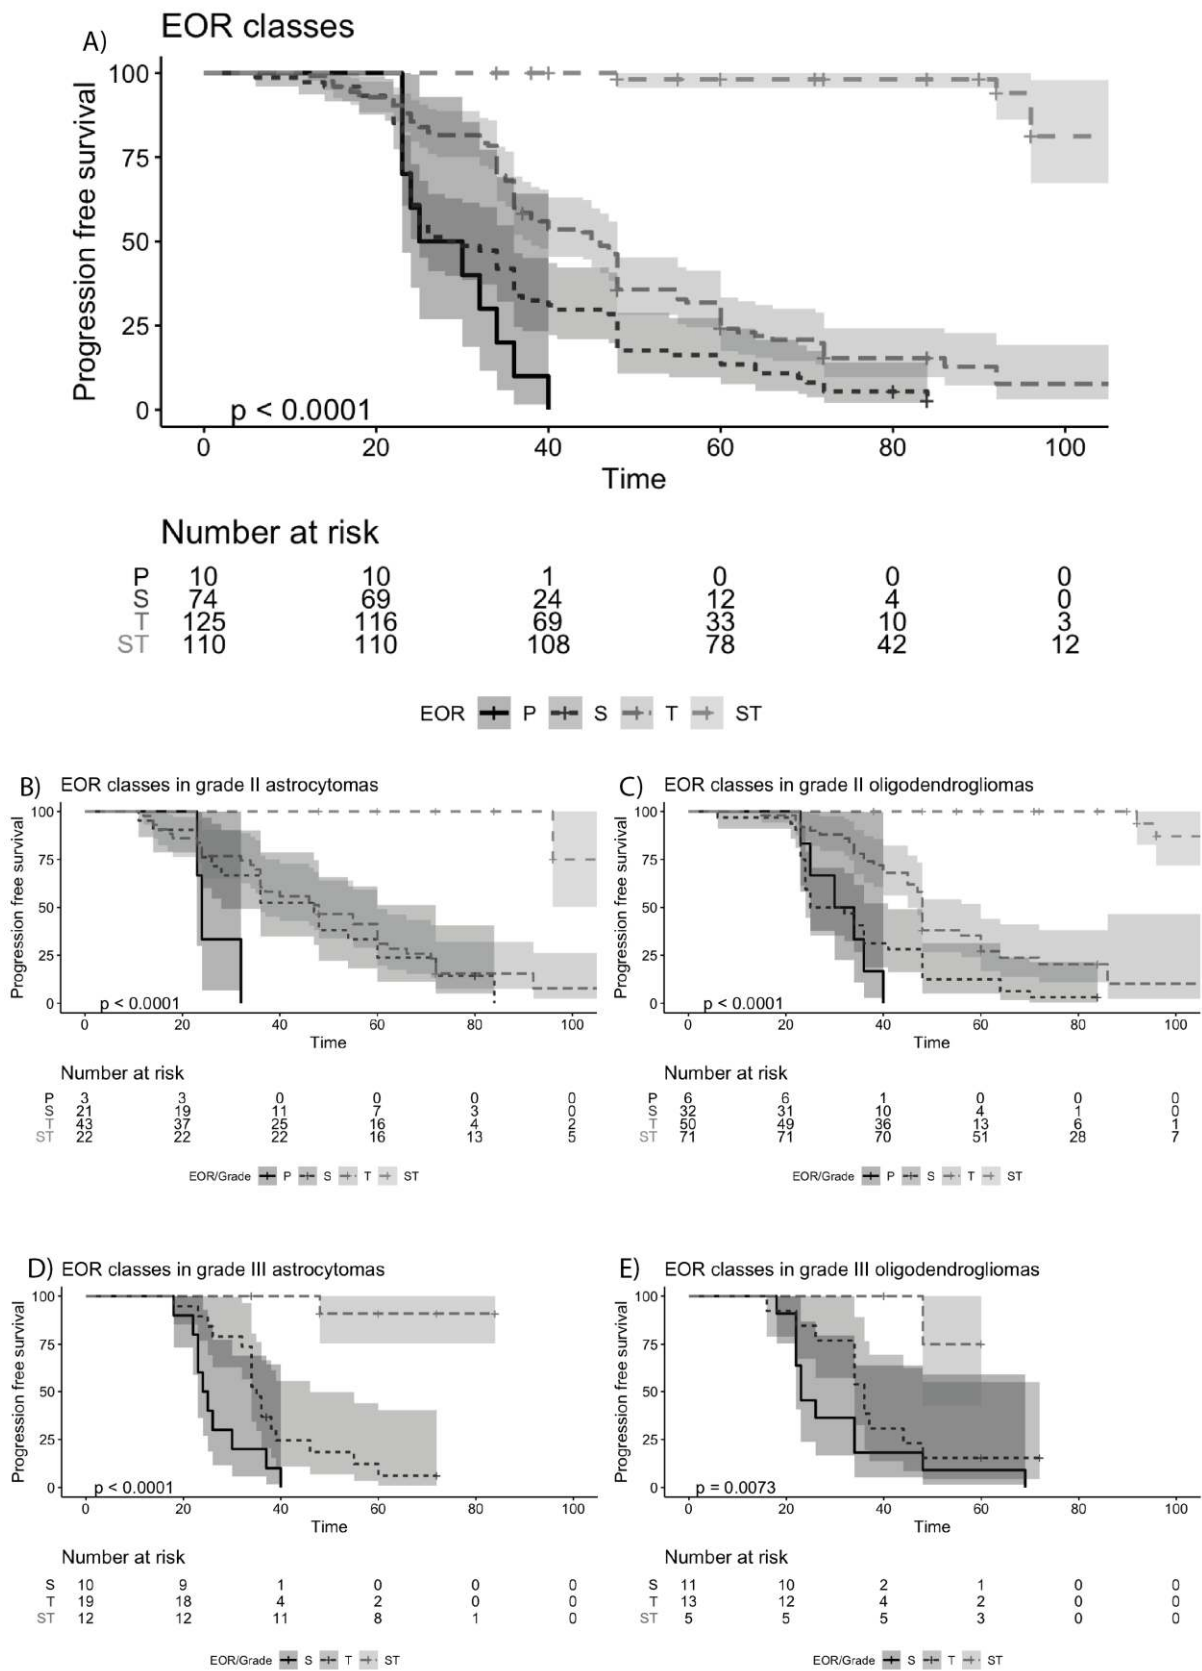 A)
EOR classes
Progression free survival
100
75
50
25
0
p < 0.0001
0 20 40 60 80 100
Time
Number at risk
P 10 10 1 0 0 0
S 74 69 24 12 4 0
T 125 116 69 33 10 3
ST 110 110 108 78 42 12
EOR P S T ST
B) EOR classes in grade II astrocytomas
Progression free survival
100
75
50
25
0
p < 0.0001
0 20 40 60 80 100
Time
Number at risk
P 3 3 0 0 0 0
S 21 19 11 7 3 0
T 43 37 25 16 4 2
ST 22 22 22 16 13 5
EOR/Grade P S T ST
C) EOR classes in grade II oligodendrogliomas
Progression free survival
100
75
50
25
0
p < 0.0001
0 20 40 60 80 100
Time
Number at risk
P 6 6 1 0 0 0
S 32 31 10 4 1 0
T 50 49 36 13 6 1
ST 71 71 70 51 28 7
EOR/Grade P S T ST
D) EOR classes in grade III astrocytomas
Progression free survival
100
75
50
25
0
p < 0.0001
0 20 40 60 80 100
Time
Number at risk
S 10 9 1 0 0 0
T 19 18 4 2 0 0
ST 12 12 11 8 1 0
EOR/Grade S T ST
E) EOR classes in grade III oligodendrogliomas
Progression free survival
100
75
50
25
0
p = 0.0073
0 20 40 60 80 100
Time
Number at risk
S 11 10 2 1 0 0
T 13 12 4 2 0 0
ST 5 5 5 3 0 0
EOR/Grade S T ST